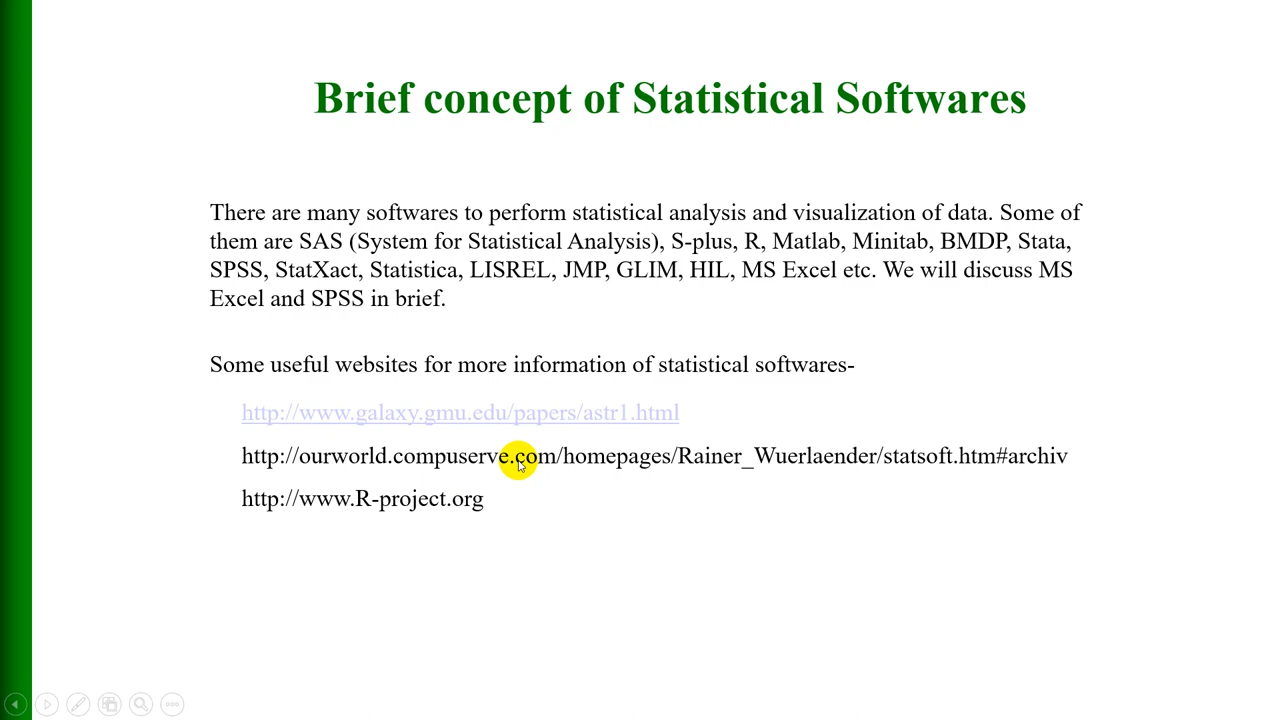 Brief concept of Statistical Softwares
There are many softwares to perform statistical analysis and visualization of data. Some of
them are SAS (System for Statistical Analysis), S-plus, R, Matlab, Minitab, BMDP, Stata,
SPSS, StatXact, Statistica, LISREL, JMP, GLIM, HIL, MS Excel etc. We will discuss MS
Excel and SPSS in brief.
Some useful websites for more information of statistical softwares-
http://www.galaxy.gmu.edu/papers/astr1.html
http://ourworld.compuserve.com/homepages/Rainer_Wuerlaender/statsoft.htm#archiv
http://www.R-project.org